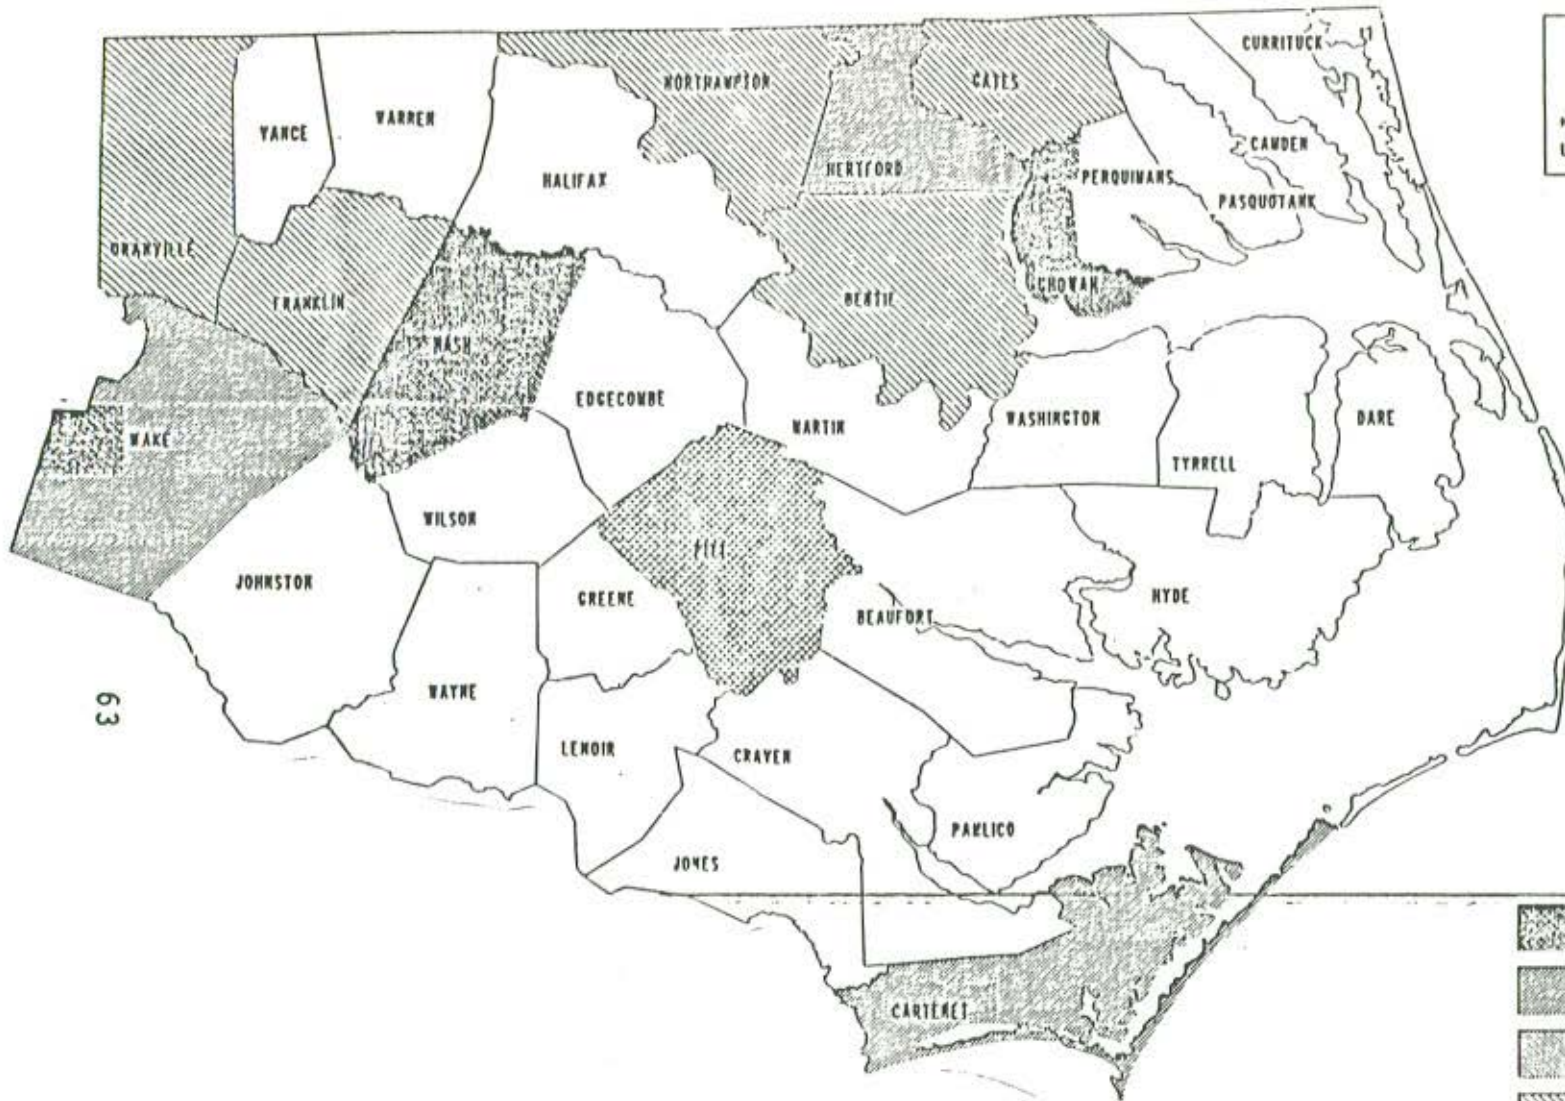 CURRITUCK
NORTHAMPTON
GATES
VANCE
WARREN
CAMDEN
HALIFAX
HERTFORD
PERQUIMANS
PASQUOTANK
GRANVILLE
FRANKLIN
BERTIE
CHOWAN
NASH
EDGECOMBE
MARTIN
WASHINGTON
DARE
WAKE
TYRRELL
WILSON
PITT
JOHNSTON
GREENE
HYDE
BEAUFORT
WAYNE
63
LENOIR
CRAVEN
PAMLICO
JONES
CARTERET